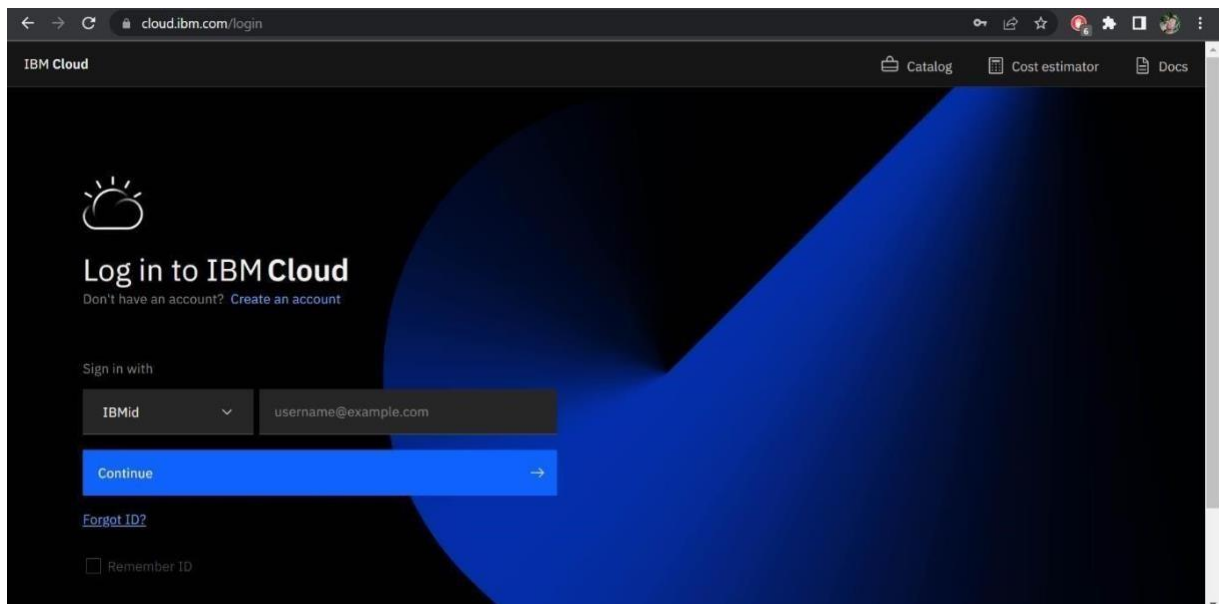 cloud.ibm.com/login
6
IBM Cloud
Catalog
Cost estimator
Docs
Log in to IBM Cloud
Don't have an account? Create an account
Sign in with
IBMid
username@example.com
Continue
Forgot ID?
Remember ID